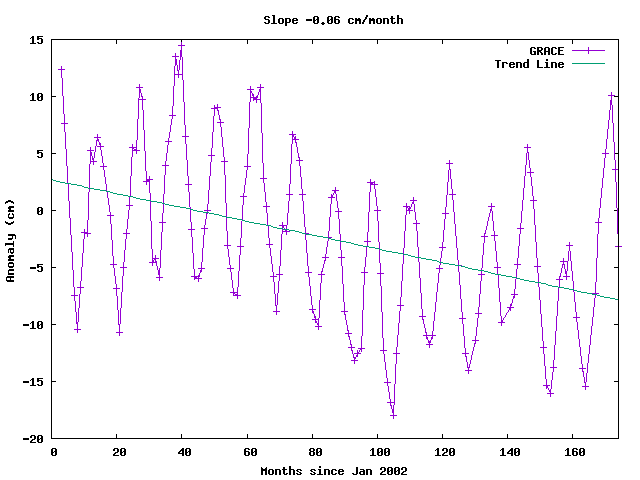 Slope -0.06 cm/month
GRACE
Trend Line
15
10
5
0
-5
-10
-15
-20
Anomaly (cm)
0 20 40 60 80 100 120 140 160
Months since Jan 2002